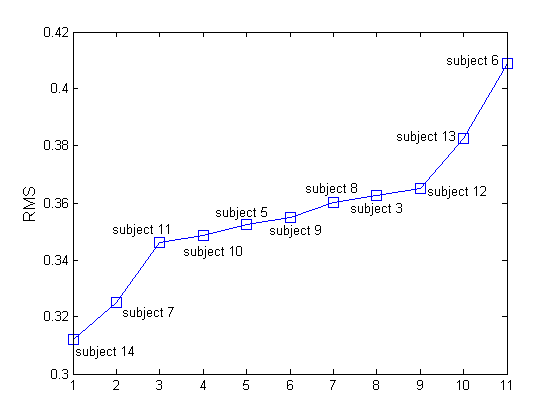 0.42
subject 6
0.4
0.38
subject 13
subject 8
subject 12
0.36
subject 5
subject 3
RMS
subject 11
subject 9
0.34
subject 10
0.32
subject 7
subject 14
0.3
1 2 3 4 5 6 7 8 9 10 11